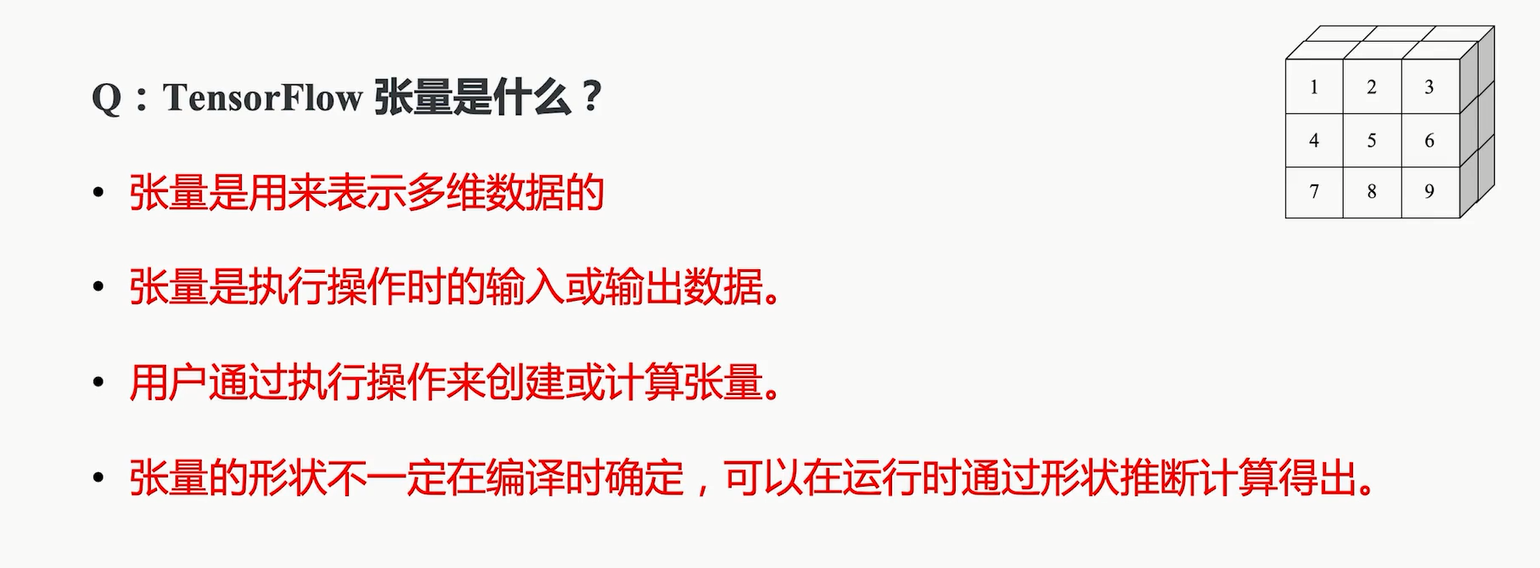 Q：TensorFlow 张量是什么？
• 张量是用来表示多维数据的
• 张量是执行操作时的输入或输出数据。
• 用户通过执行操作来创建或计算张量。
• 张量的形状不一定在编译时确定，可以在运行时通过形状推断计算得出。
1 2 3
4 5 6
7 8 9